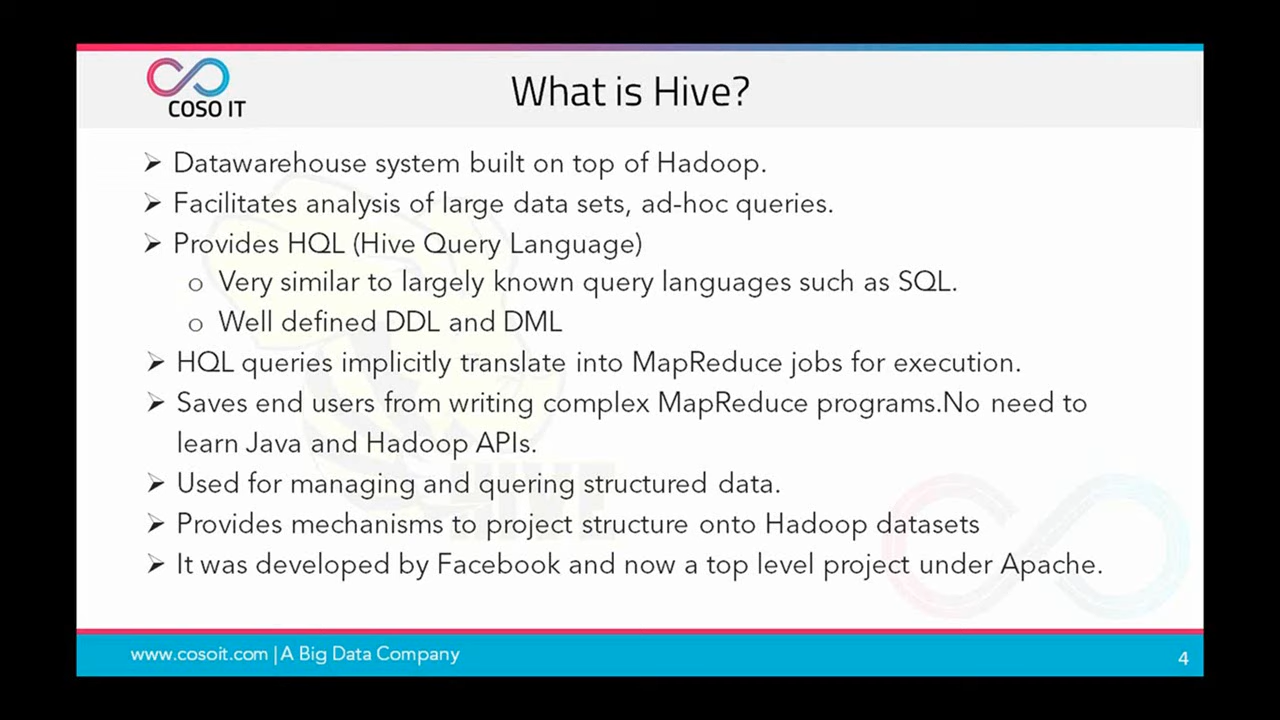 COSO IT
What is Hive?
➢ Datawarehouse system built on top of Hadoop.
➢ Facilitates analysis of large data sets, ad-hoc queries.
➢ Provides HQL (Hive Query Language)
o Very similar to largely known query languages such as SQL.
o Well defined DDL and DML
➢ HQL queries implicitly translate into MapReduce jobs for execution.
➢ Saves end users from writing complex MapReduce programs.No need to
learn Java and Hadoop APIs.
➢ Used for managing and quering structured data.
➢ Provides mechanisms to project structure onto Hadoop datasets
➢ It was developed by Facebook and now a top level project under Apache.
HIVE
www.cosoit.com | A Big Data Company
4